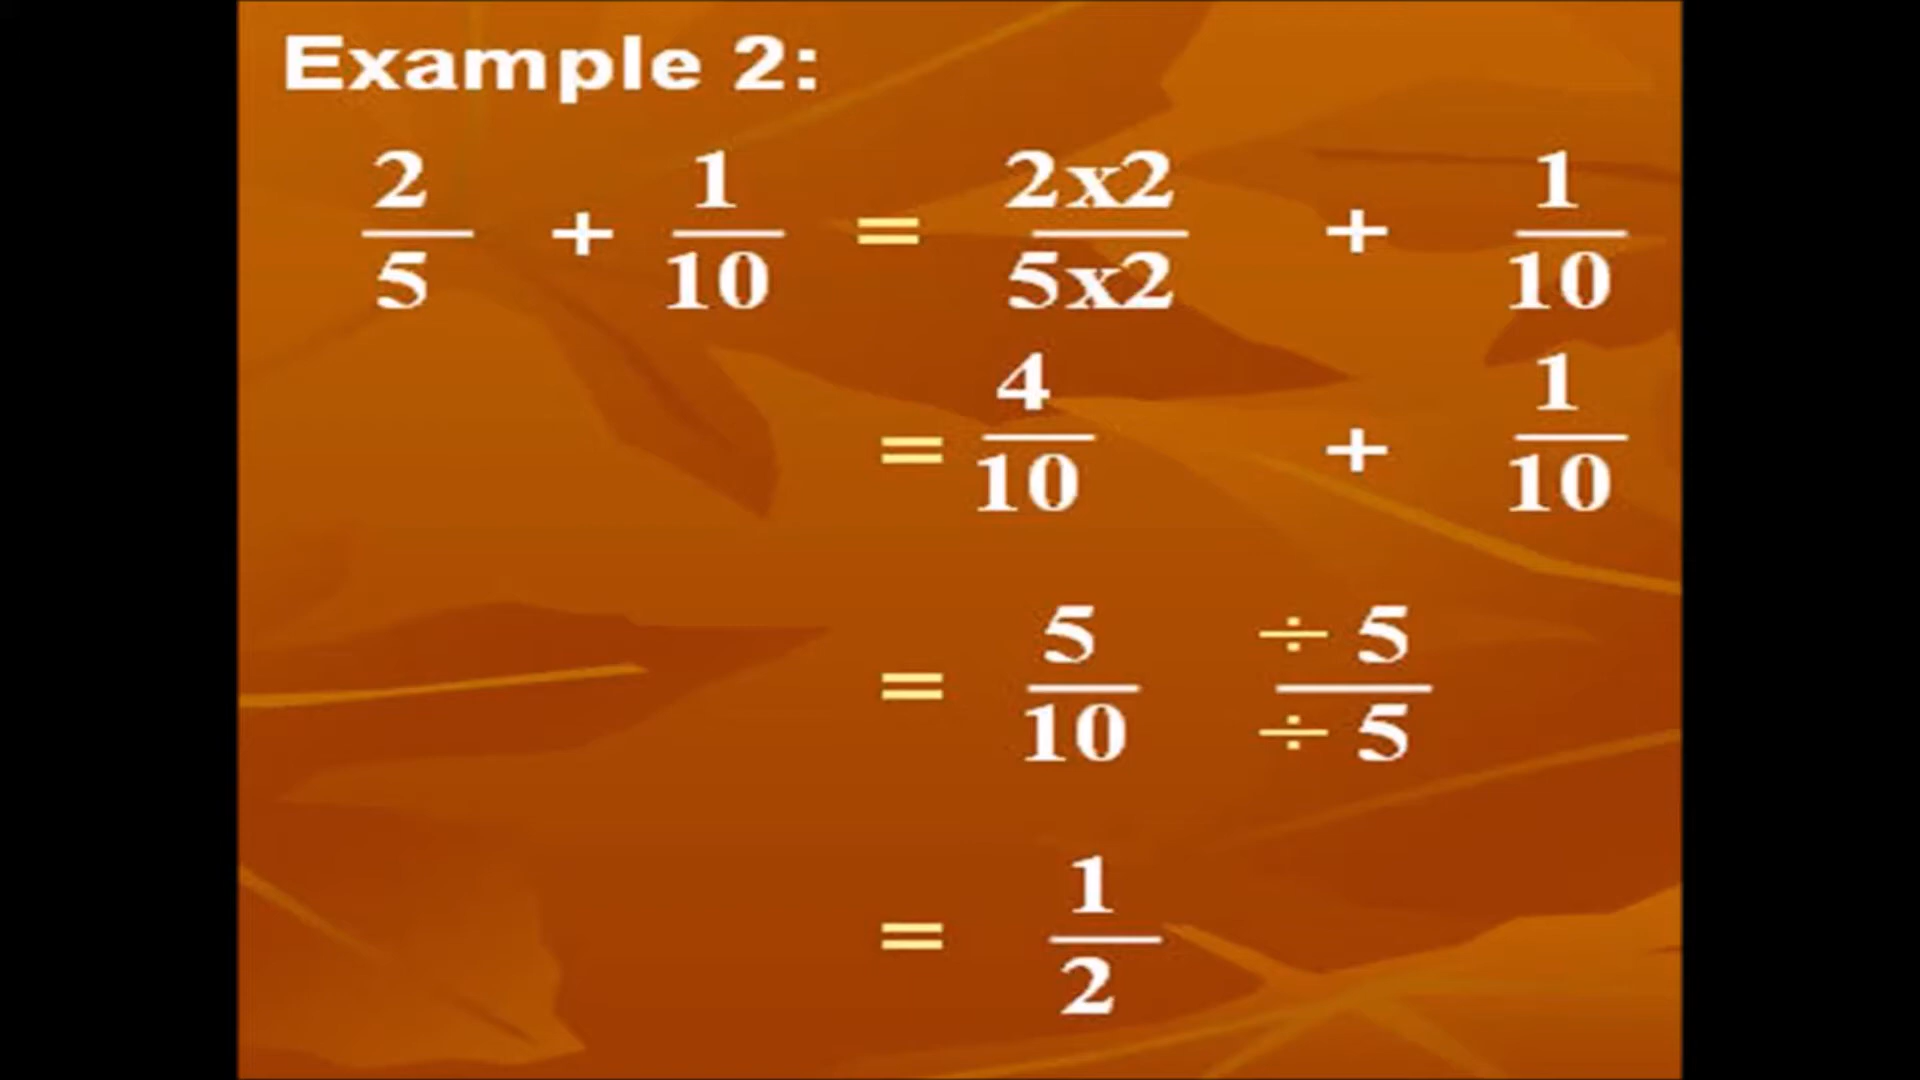 Example 2:
2/5 + 1/10 = 2x2/5x2 + 1/10
= 4/10 + 1/10
= 5/10 ÷ 5/÷ 5
= 1/2